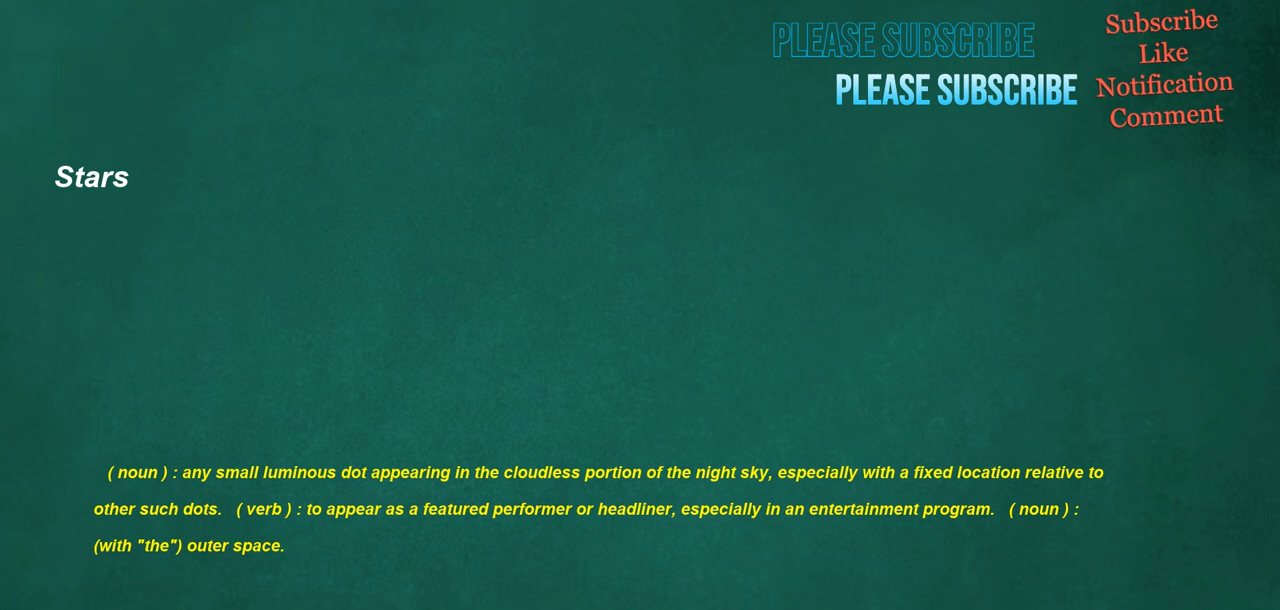 PLEASE SUBSCRIBE
PLEASE SUBSCRIBE
Subscribe
Like
Notification
Comment
Stars
( noun ) : any small luminous dot appearing in the cloudless portion of the night sky, especially with a fixed location relative to
other such dots. ( verb ) : to appear as a featured performer or headliner, especially in an entertainment program. ( noun ) :
(with "the") outer space.